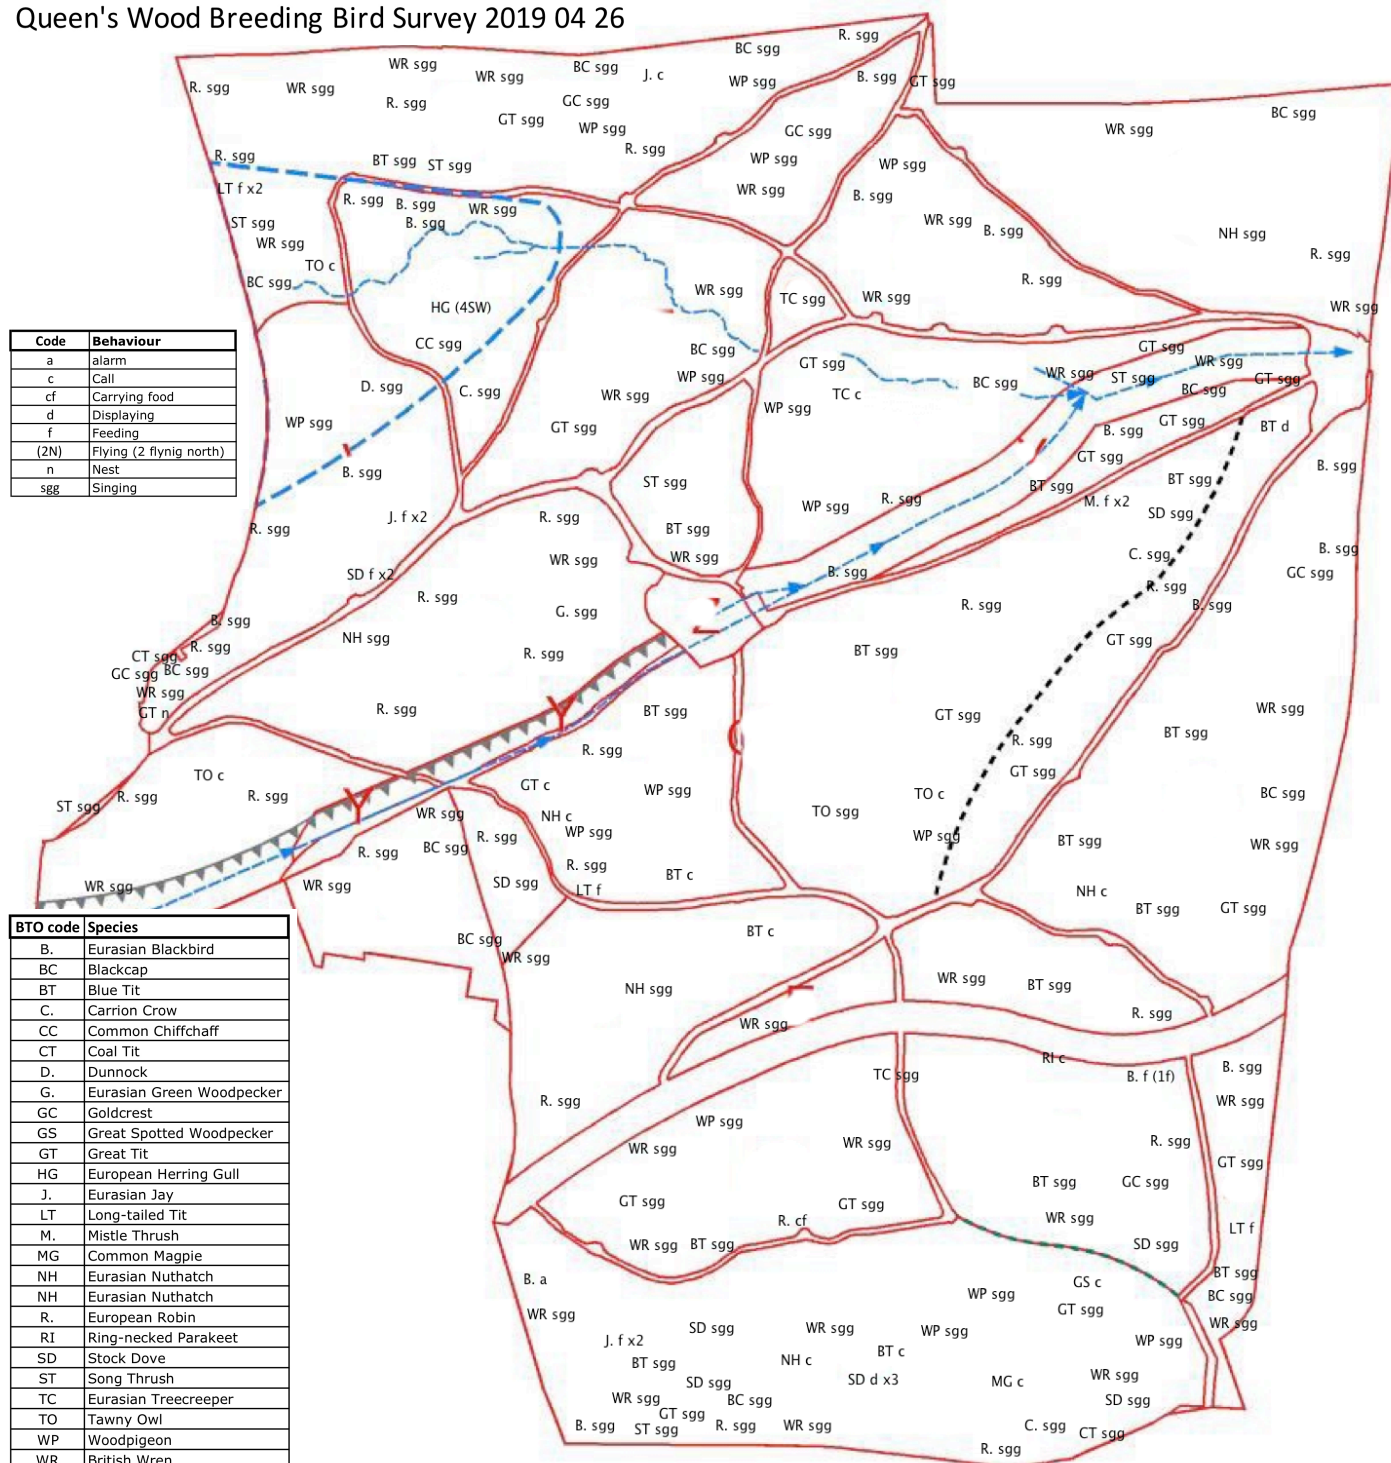 Queen's Wood Breeding Bird Survey 2019 04 26
R. sgg
BC sgg
WR sgg
BC sgg
J. c
WR sgg
B. sgg
GT sgg
WP sgg
R. sgg
WR sgg
R. sgg
GC sgg
BC sgg
GT sgg
WP sgg
GC sgg
WR sgg
R. sgg
R. sgg
BT sgg
ST sgg
WP sgg
WP sgg
LT f x2
WR sgg
B. sgg
R. sgg
B. sgg
WR sgg
ST sgg
B. sgg
WR sgg
B. sgg
NH sgg
WR sgg
R. sgg
TO c
BC sgg
R. sgg
WR sgg
TC sgg
WR sgg
HG (4SW)
WR sgg
CC sgg
BC sgg
GT sgg
GT sgg
WR sgg
D. sgg
C. sgg
WP sgg
WR sgg
ST sgg
GT sgg
BC sgg
BC sgg
WR sgg
TC c
WP sgg
WP sgg
GT sgg
B. sgg
GT sgg
BT d
Code Behaviour
a alarm
c Call
cf Carrying food
d Displaying
f Feeding
(2N) Flying (2 flynig north)
n Nest
sgg Singing
B. sgg
GT sgg
B. sgg
ST sgg
BT sgg
BT sgg
R. sgg
M. f x2
WP sgg
SD sgg
R. sgg
J. f x2
R. sgg
BT sgg
C. sgg
B. sgg
WR sgg
WR sgg
B. sgg
GC sgg
SD f x2
R. sgg
R. sgg
R. sgg
B. sgg
G. sgg
B. sgg
NH sgg
GT sgg
R. sgg
CT sgg
R. sgg
BT sgg
GC sgg
BC sgg
WR sgg
GT n
R. sgg
BT sgg
GT sgg
WR sgg
R. sgg
R. sgg
BT sgg
TO c
GT c
GT sgg
ST sgg
R. sgg
R. sgg
WP sgg
TO c
BC sgg
WR sgg
NH c
TO sgg
WP sgg
WP sgg
R. sgg
BC sgg
R. sgg
BT sgg
WR sgg
WR sgg
WR sgg
SD sgg
R. sgg
LT f
BT c
NH c
BT sgg
GT sgg
BC sgg
WR sgg
BT c
NH sgg
WR sgg
BT sgg
WR sgg
R. sgg
BTO code Species
B. Eurasian Blackbird
BC Blackcap
BT Blue Tit
C. Carrion Crow
CC Common Chiffchaff
CT Coal Tit
D. Dunnock
G. Eurasian Green Woodpecker
GC Goldcrest
GS Great Spotted Woodpecker
GT Great Tit
HG European Herring Gull
J. Eurasian Jay
LT Long-tailed Tit
M. Mistle Thrush
MG Common Magpie
NH Eurasian Nuthatch
NH Eurasian Nuthatch
R. European Robin
RI Ring-necked Parakeet
SD Stock Dove
ST Song Thrush
TC Eurasian Treecreeper
TO Tawny Owl
WP Woodpigeon
WR British Wren
RI c
TC sgg
B. f (1f)
B. sgg
R. sgg
WR sgg
WP sgg
WR sgg
WR sgg
R. sgg
GT sgg
BT sgg
GC sgg
GT sgg
GT sgg
R. cf
WR sgg
LT f
WR sgg
BT sgg
SD sgg
B. a
GS c
BT sgg
WP sgg
BC sgg
WR sgg
GT sgg
WR sgg
J. f x2
SD sgg
WR sgg
WP sgg
WP sgg
BT sgg
NH c
BT c
SD sgg
SD d x3
MG c
WR sgg
WR sgg
BC sgg
SD sgg
GT sgg
B. sgg
ST sgg
R. sgg
WR sgg
C. sgg
CT sgg
R. sgg